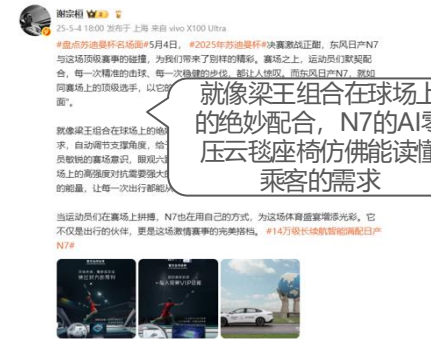 谢宗桓
25-5-4 18:00 发布于 上海 来自 vivo X100 Ultra
#盘点苏迪曼杯名场面#5月4日，#2025年苏迪曼杯#决赛激战正酣，东风日产N7
与这场顶级赛事的碰撞，为我们带来了别样的精彩。赛场之上，运动员们默契配
合，每一次精准的击球、每一次稳健的步伐，都让人惊叹。而东风日产N7，就如
同赛场上的顶级选手，以它的
面"。
就像梁王组合在球场上
的绝妙配合，N7的AI零
压云毯座椅仿佛能读懂
乘客的需求
就像梁王组合在球场上的绝
求，自动调节支撑角度，给
员敏锐的赛场意识，眼观六
场上的高强度对抗需要强大的
的能量，让每一次出行都能从
当运动员们在赛场上拼搏，N7也在用自己的方式，为这场体育盛宴增添光彩。它
不仅是出行的伙伴，更是这场激情赛事的完美搭档。#14万级长续航智能满配日产
N7#